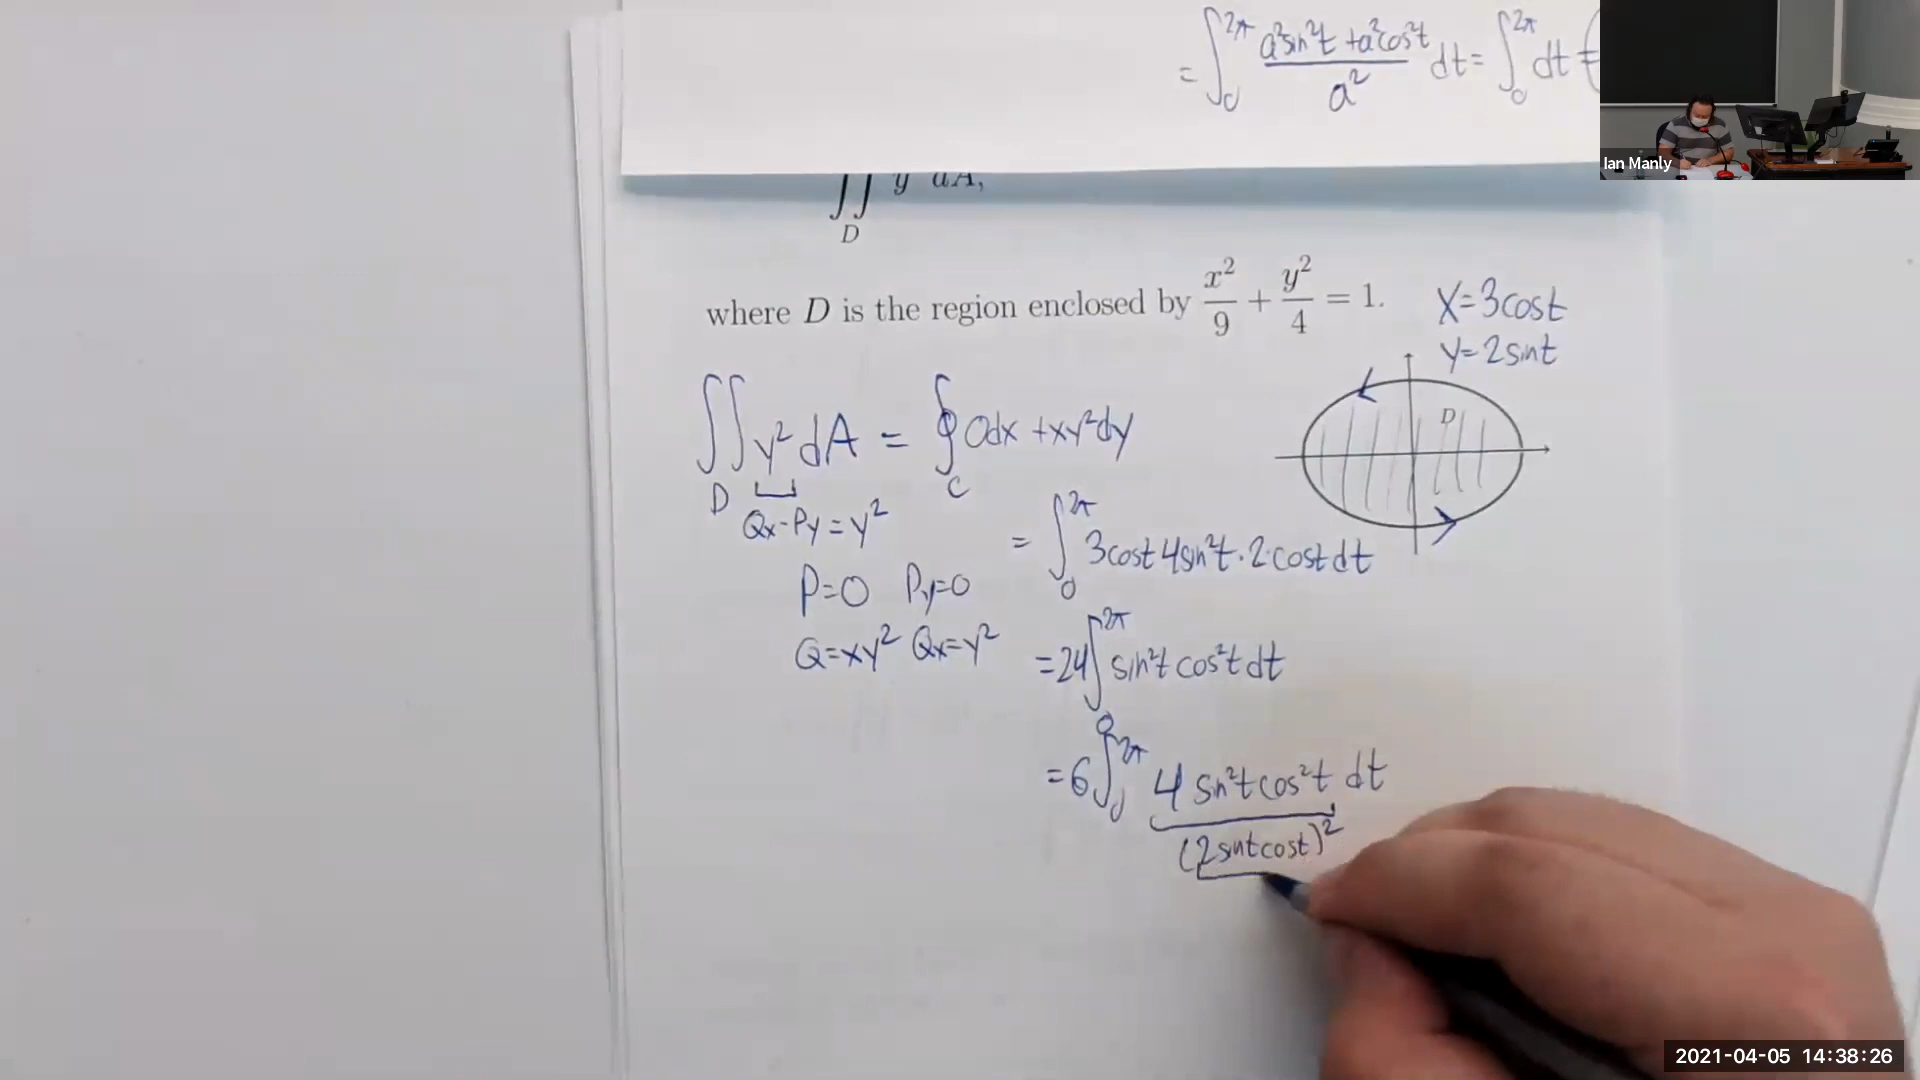 = ∫₀^2π (a²sin²t + a²cos²t)/a² dt = ∫₀^2π dt =
Ian Manly
∬_D y² dA,
where D is the region enclosed by x²/9 + y²/4 = 1.
x=3cost
y=2sint
D
∬_D y² dA = ∮_C 0dx + xy²dy
Qx-Py = y²
= ∫₀^2π 3cost 4sin²t · 2·cost dt
P=0 Py=0
Q=xy² Qx=y²
= 24∫₀^2π sin²t cos²t dt
= 6∫₀^2π 4 sin²t cos²t dt
(2sintcost)²
2021-04-05 14:38:26